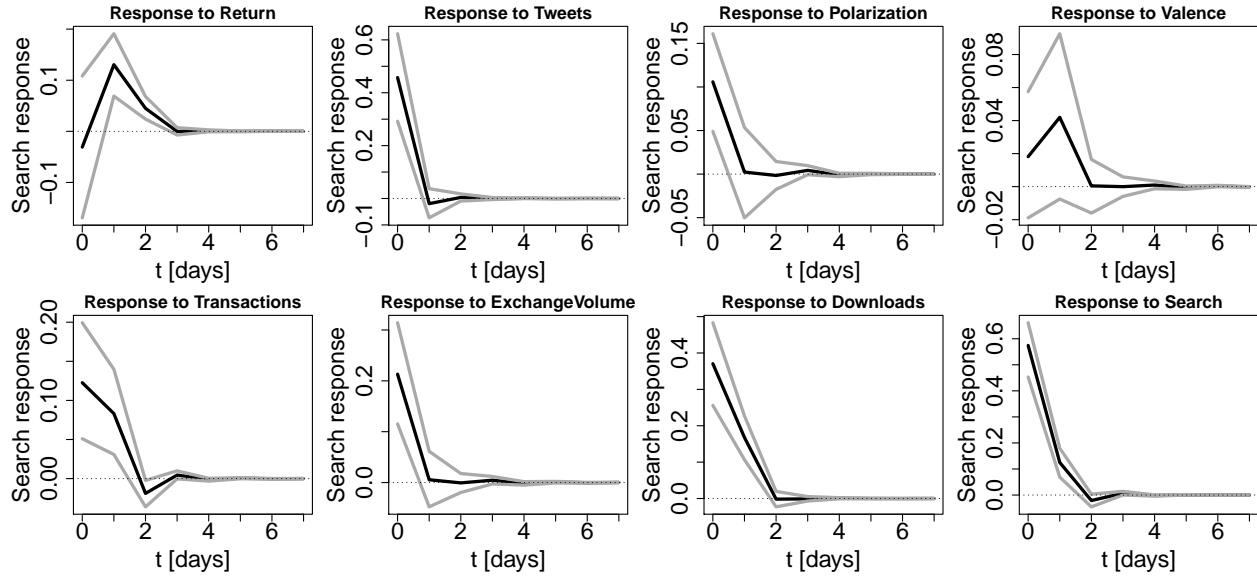 Response to Return
Search response
0.1
−0.1
0 2 4 6
t [days]
Response to Tweets
Search response
0.6
0.4
0.2
−0.1
0 2 4 6
t [days]
Response to Polarization
Search response
0.15
0.05
−0.05
0 2 4 6
t [days]
Response to Valence
Search response
0.08
0.04
−0.02
0 2 4 6
t [days]
Response to Transactions
Search response
0.20
0.10
0.00
0 2 4 6
t [days]
Response to ExchangeVolume
Search response
0.2
0.0
0 2 4 6
t [days]
Response to Downloads
Search response
0.4
0.2
0.0
0 2 4 6
t [days]
Response to Search
Search response
0.6
0.4
0.2
0.0
0 2 4 6
t [days]